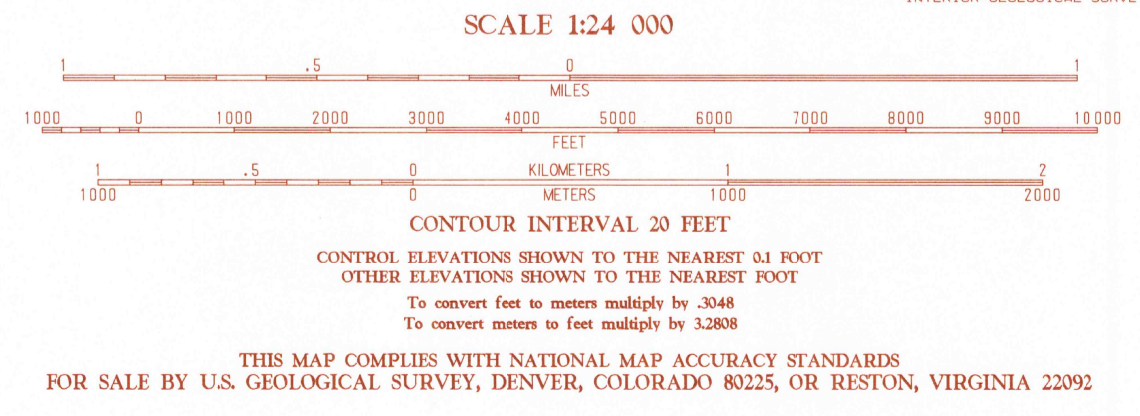 INTERIOR GEOLOGICAL SURVE
SCALE 1:24 000
1 .5 0 1
MILES
1000 0 1000 2000 3000 4000 5000 6000 7000 8000 9000 10 000
FEET
1 .5 0 KILOMETERS 1 2
1000 0 METERS 1000 2000
CONTOUR INTERVAL 20 FEET
CONTROL ELEVATIONS SHOWN TO THE NEAREST 0.1 FOOT
OTHER ELEVATIONS SHOWN TO THE NEAREST FOOT
To convert feet to meters multiply by .3048
To convert meters to feet multiply by 3.2808
THIS MAP COMPLIES WITH NATIONAL MAP ACCURACY STANDARDS
FOR SALE BY U.S. GEOLOGICAL SURVEY, DENVER, COLORADO 80225, OR RESTON, VIRGINIA 22092